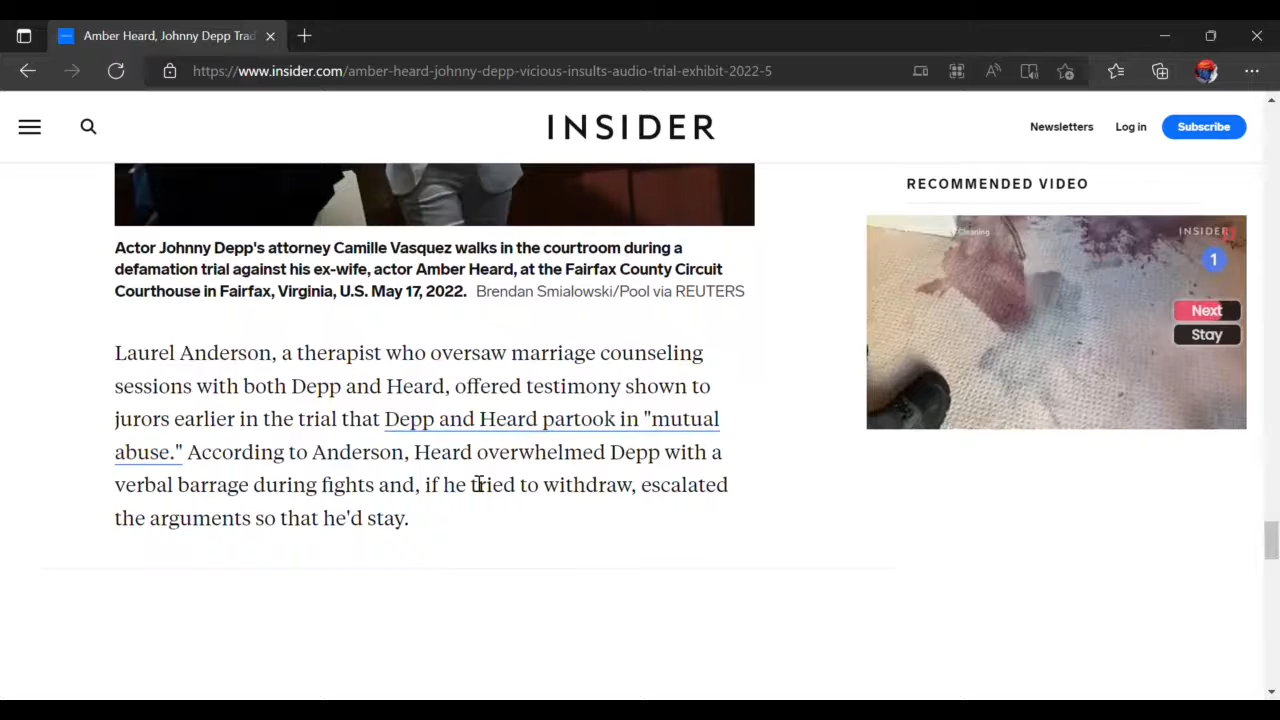 Amber Heard, Johnny Depp Trad
https://www.insider.com/amber-heard-johnny-depp-vicious-insults-audio-trial-exhibit-2022-5
INSIDER
Newsletters
Log in
Subscribe
Actor Johnny Depp's attorney Camille Vasquez walks in the courtroom during a
defamation trial against his ex-wife, actor Amber Heard, at the Fairfax County Circuit
Courthouse in Fairfax, Virginia, U.S. May 17, 2022. Brendan Smialowski/Pool via REUTERS
Laurel Anderson, a therapist who oversaw marriage counseling
sessions with both Depp and Heard, offered testimony shown to
jurors earlier in the trial that Depp and Heard partook in "mutual
abuse." According to Anderson, Heard overwhelmed Depp with a
verbal barrage during fights and, if he tried to withdraw, escalated
the arguments so that he'd stay.
RECOMMENDED VIDEO
Cleaning
INSIDER
1
Next
Stay